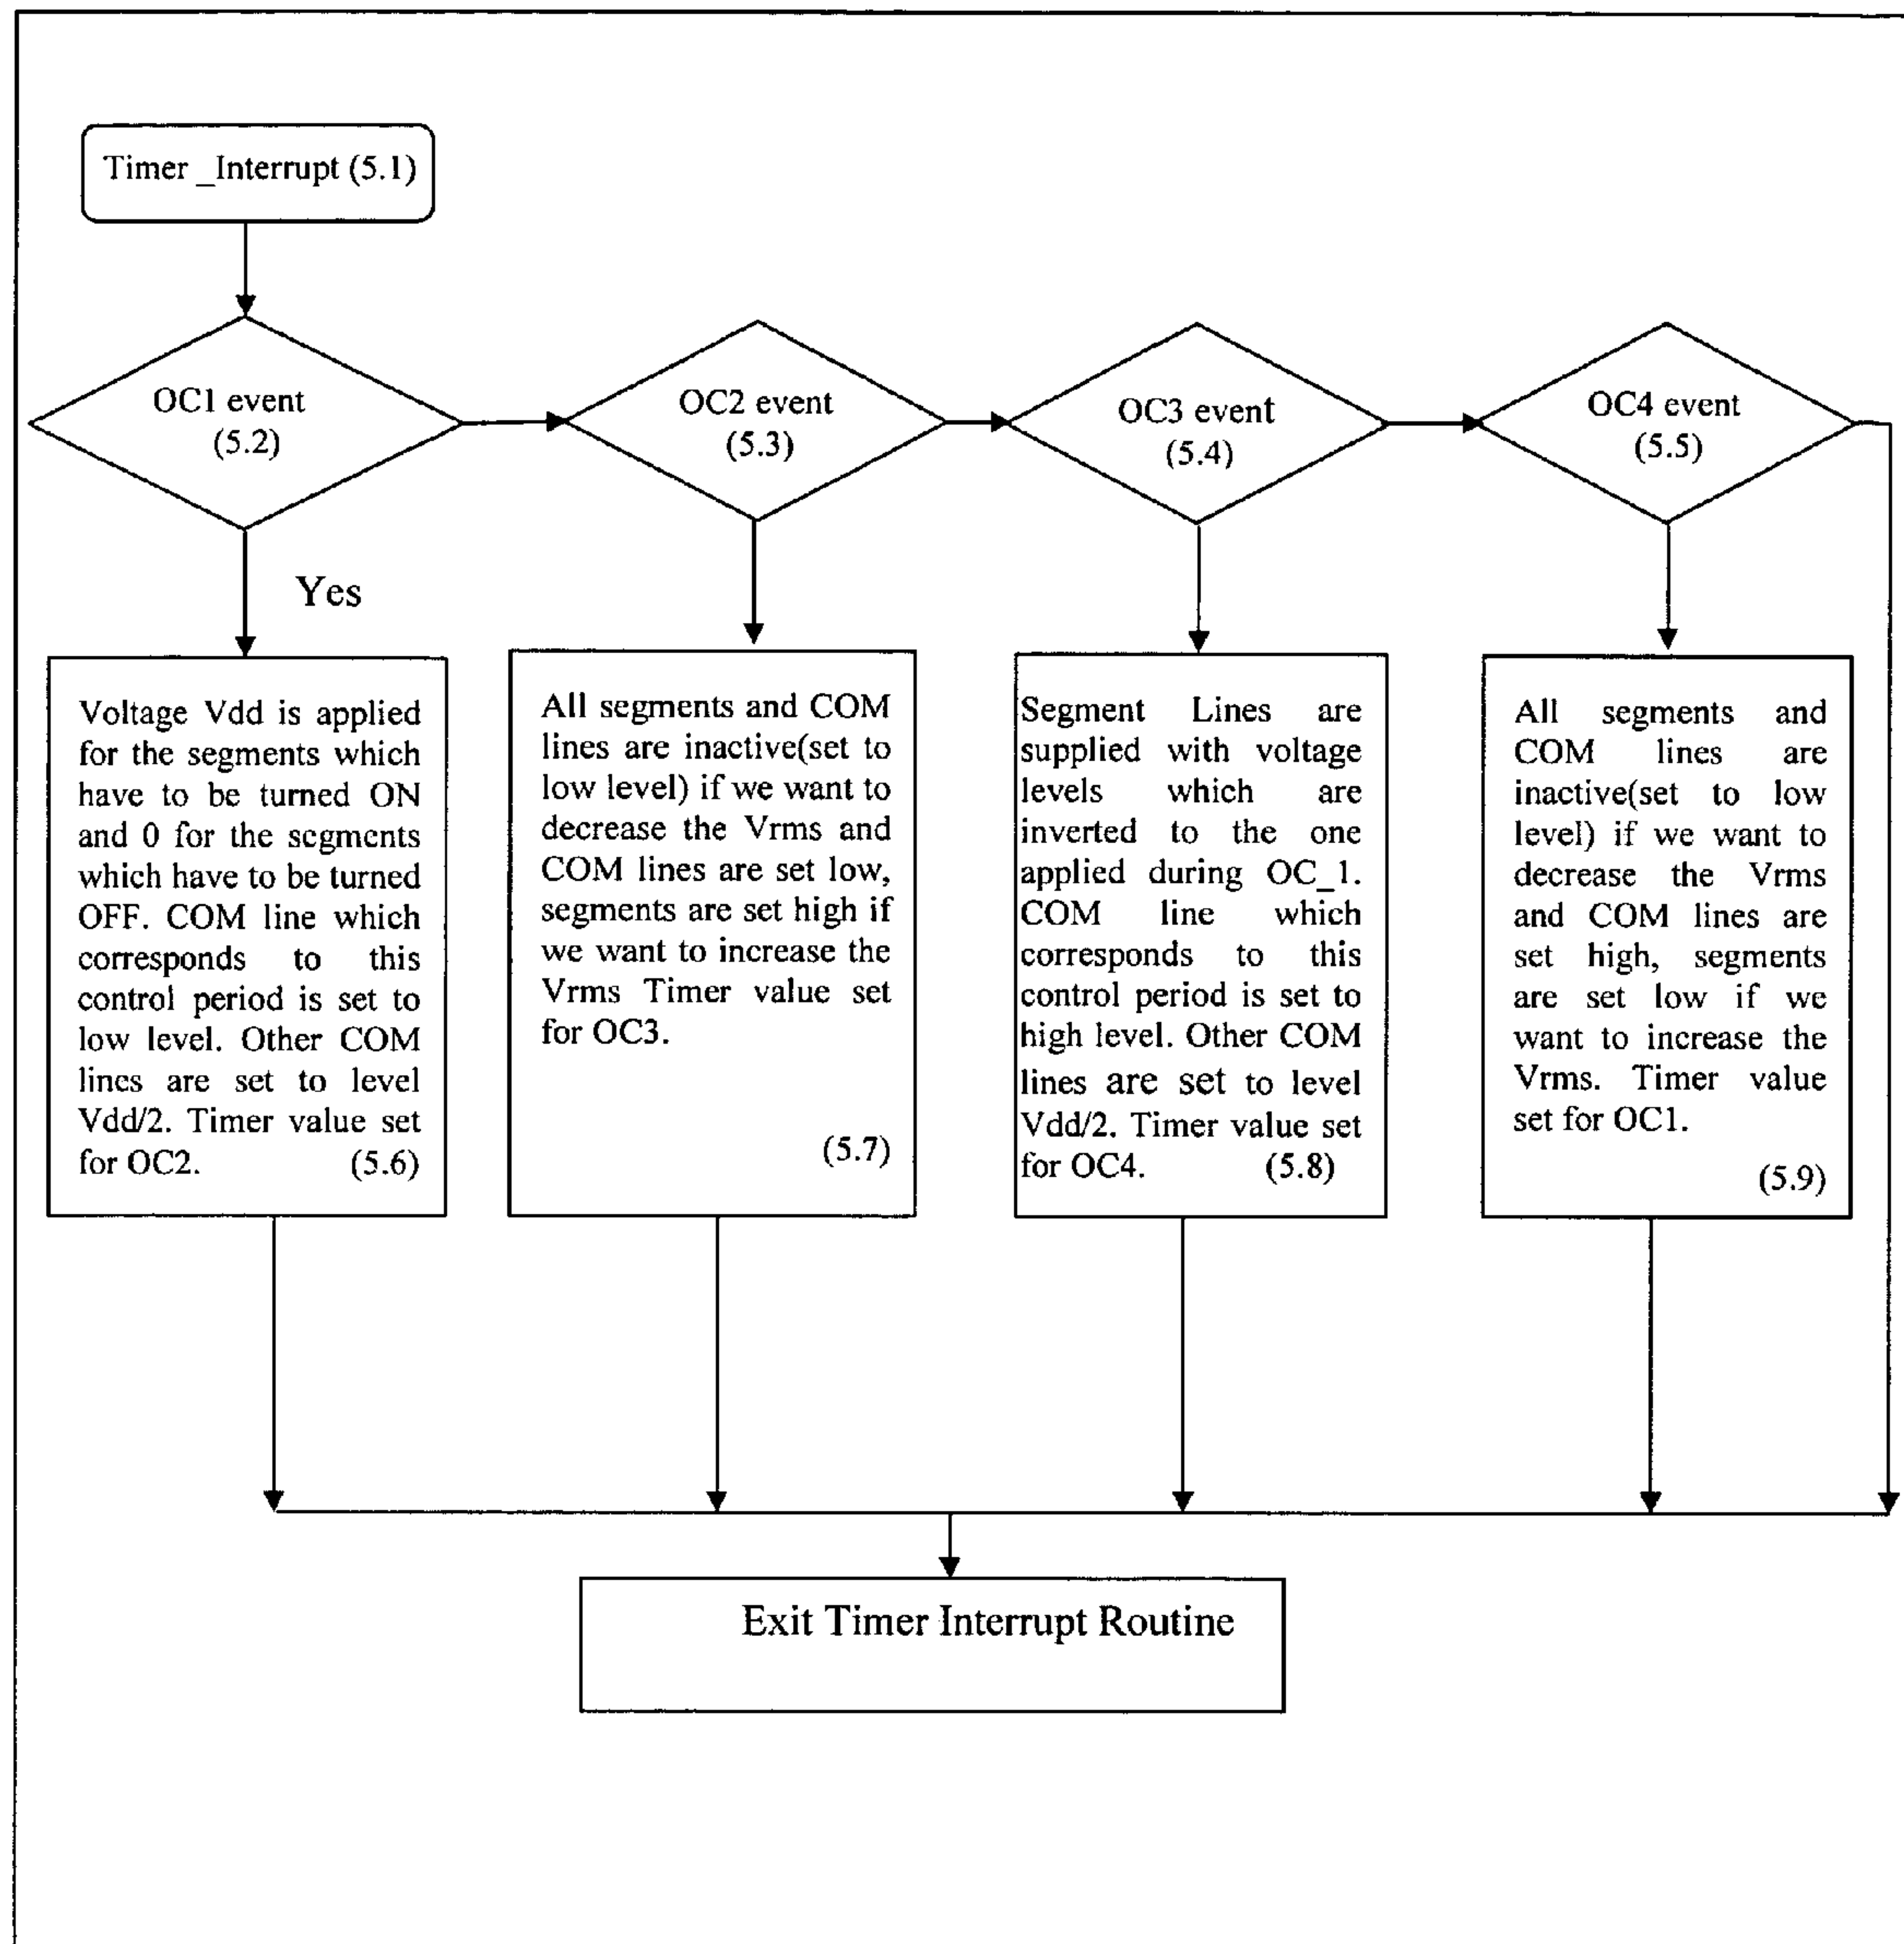 Timer _Interrupt (5.1)
OC1 event
(5.2)
OC2 event
(5.3)
OC3 event
(5.4)
OC4 event
(5.5)
Yes
Voltage Vdd is applied
for the segments which
have to be turned ON
and 0 for the segments
which have to be turned
OFF. COM line which
corresponds to this
control period is set to
low level. Other COM
lines are set to level
Vdd/2. Timer value set
for OC2. (5.6)
All segments and COM
lines are inactive(set to
low level) if we want to
decrease the Vrms and
COM lines are set low,
segments are set high if
we want to increase the
Vrms Timer value set
for OC3.
(5.7)
Segment Lines are
supplied with voltage
levels which are
inverted to the one
applied during OC_1.
COM line which
corresponds to this
control period is set to
high level. Other COM
lines are set to level
Vdd/2. Timer value set
for OC4. (5.8)
All segments and
COM lines are
inactive(set to low
level) if we want to
decrease the Vrms
and COM lines are
set high, segments
are set low if we
want to increase the
Vrms. Timer value
set for OC1.
(5.9)
Exit Timer Interrupt Routine